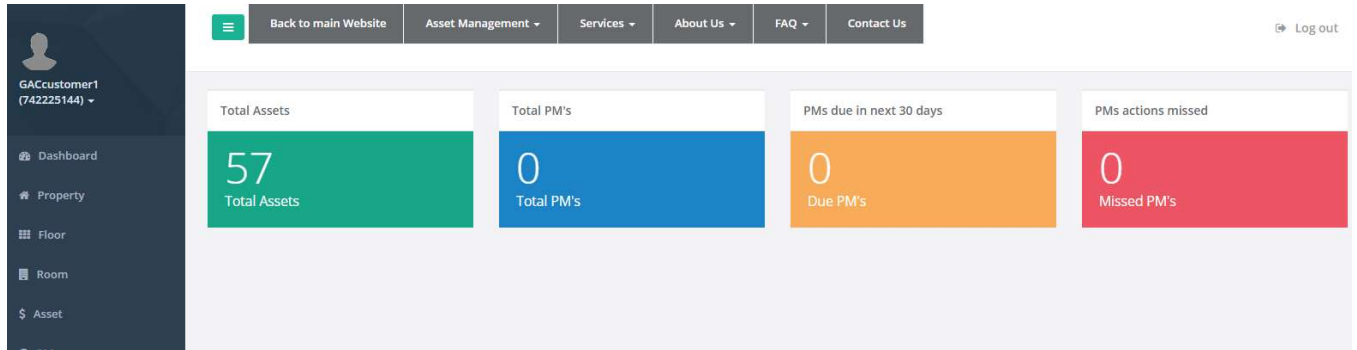 Back to main Website
Asset Management
Services
About Us
FAQ
Contact Us
Log out
GACcustomer1
(742225144)
Dashboard
Property
Floor
Room
$ Asset
Total Assets
57
Total Assets
Total PM's
0
Total PM's
PMs due in next 30 days
0
Due PM's
PMs actions missed
0
Missed PM's